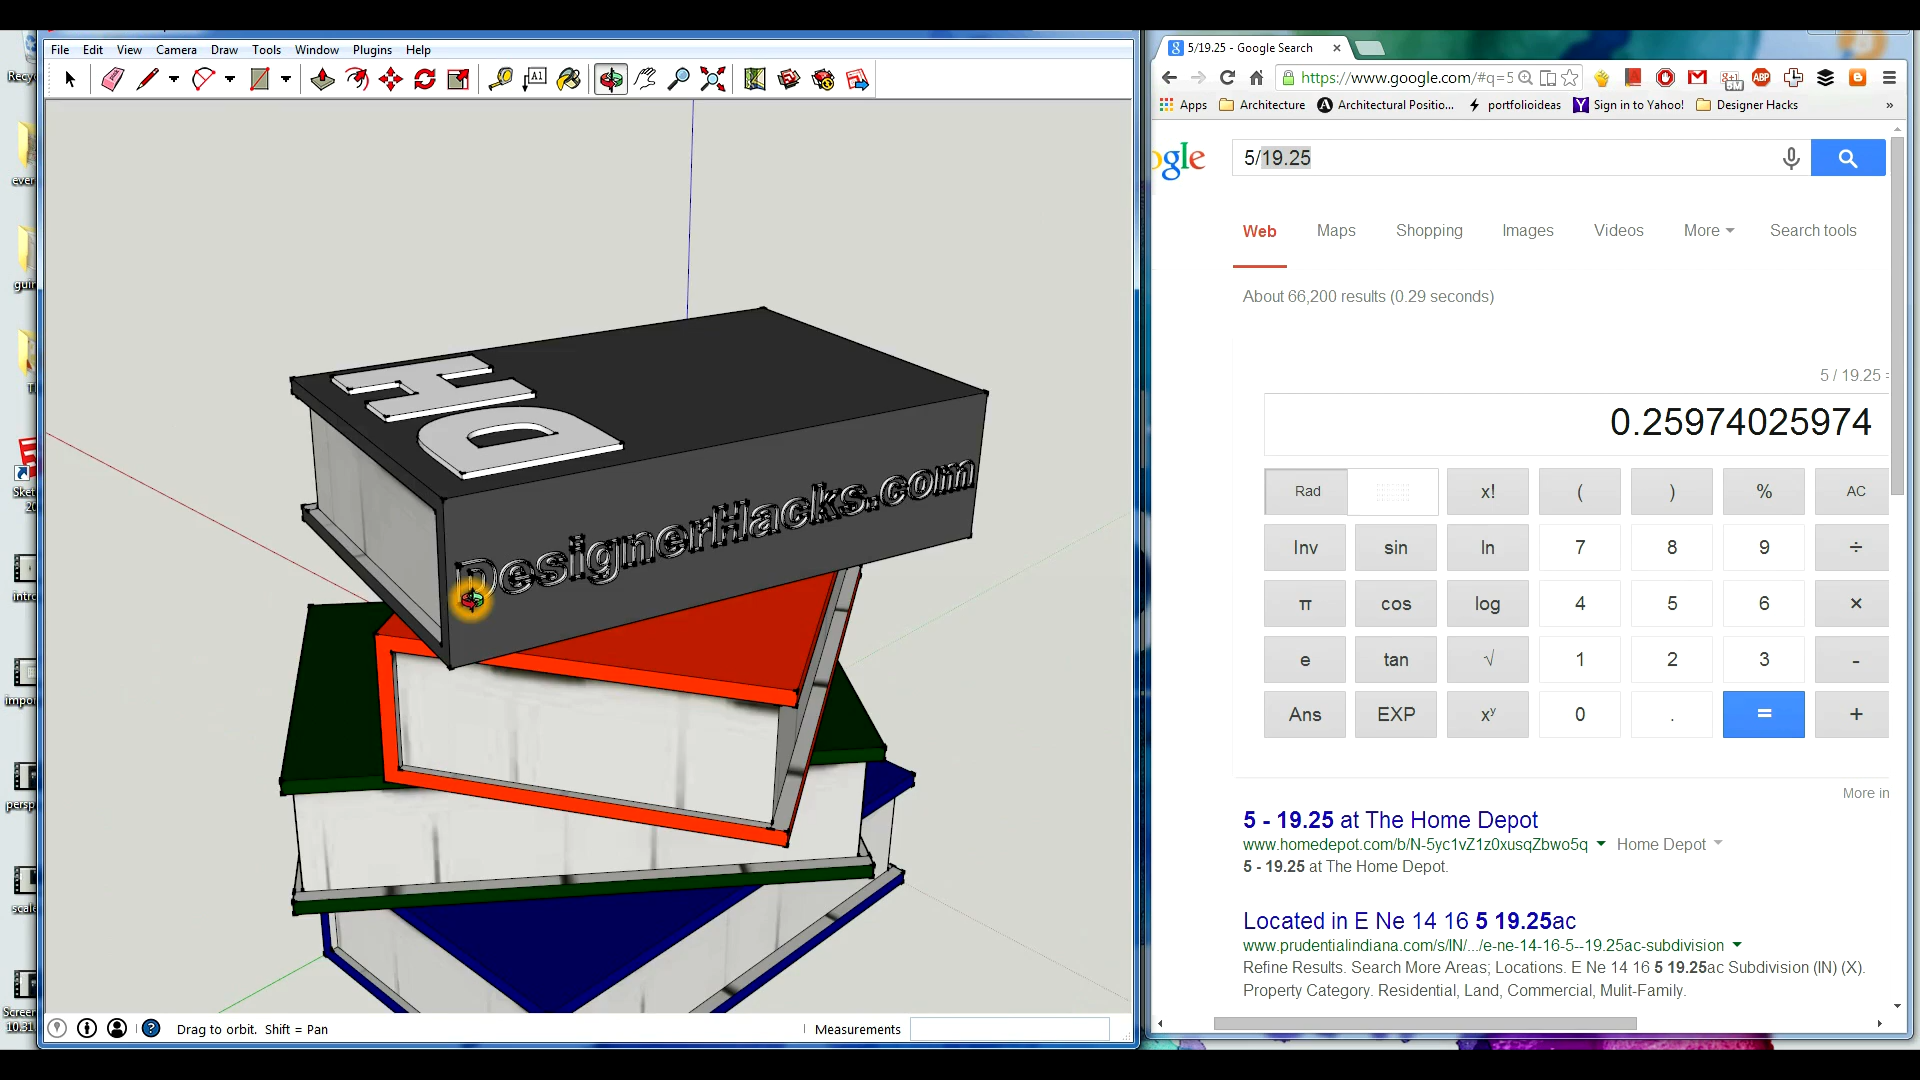 File Edit View Camera Draw Tools Window Plugins Help
A1
DH
DesignerHacks.com
Drag to orbit. Shift = Pan
Measurements
5/19.25 - Google Search
https://www.google.com/#q=5
ABP
Apps Architecture Architectural Positio... portfolioideas Sign in to Yahoo! Designer Hacks »
ogle
5/19.25
Web Maps Shopping Images Videos More Search tools
About 66,200 results (0.29 seconds)
5 / 19.25 =
0.25974025974
Rad x! ( ) % AC
Inv sin ln 7 8 9 ÷
π cos log 4 5 6 ×
e tan √ 1 2 3 -
Ans EXP xy 0 . = +
More in
5 - 19.25 at The Home Depot
www.homedepot.com/b/N-5yc1vZ1z0xusqZbwo5q Home Depot
5 - 19.25 at The Home Depot.
Located in E Ne 14 16 5 19.25ac
www.prudentialindiana.com/s/IN/.../e-ne-14-16-5--19.25ac-subdivision
Refine Results. Search More Areas; Locations. E Ne 14 16 5 19.25ac Subdivision (IN) (X).
Property Category. Residential, Land, Commercial, Mulit-Family.